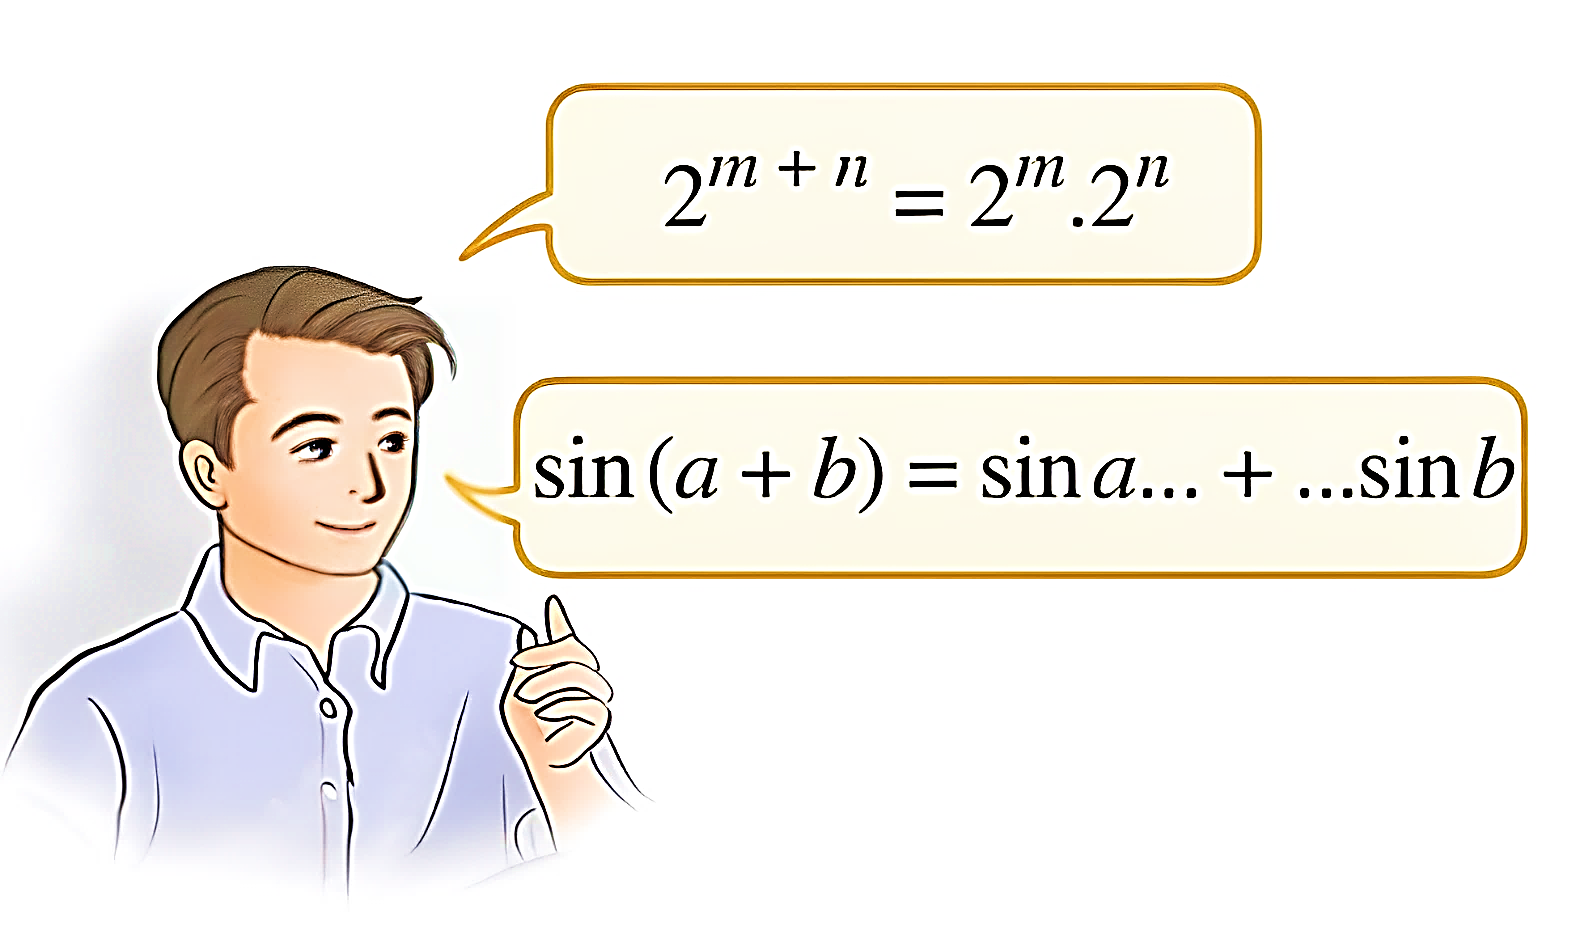 2^{m + n} = 2^m.2^n
sin(a + b) = sin a... + ...sin b